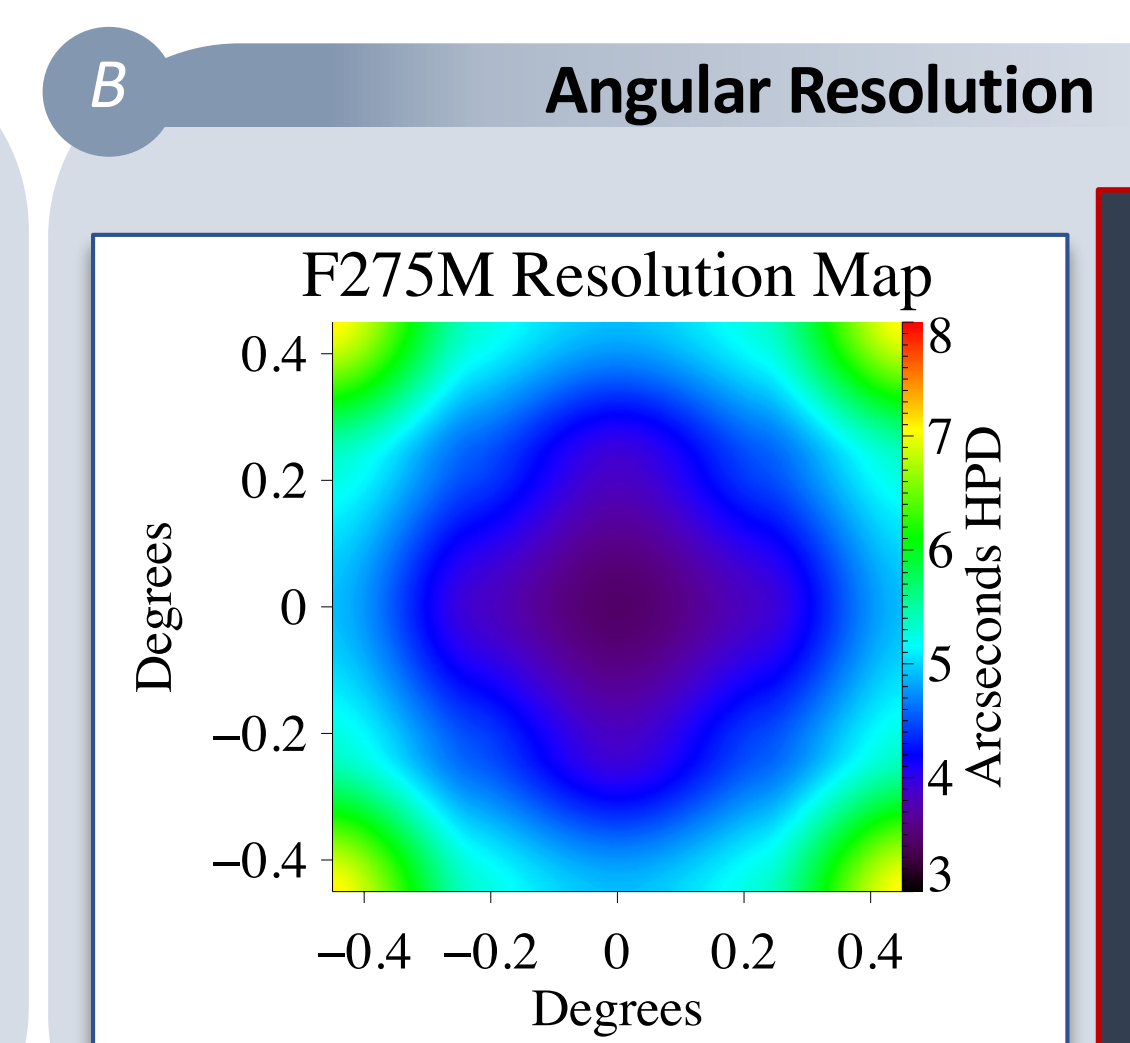 B
Angular Resolution
F275M Resolution Map
0.4
0.2
0
−0.2
−0.4
Degrees
8
7
6
5
4
3
Arcseconds HPD
−0.4 −0.2 0 0.2 0.4
Degrees